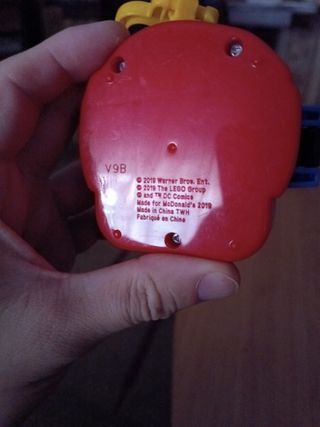 V9B
© 2019 Warner Bros. Ent.
© 2019 The LEGO Group
© and ™ DC Comics
Made for McDonald's 2019
Made in China TWH
Fabriqué en China